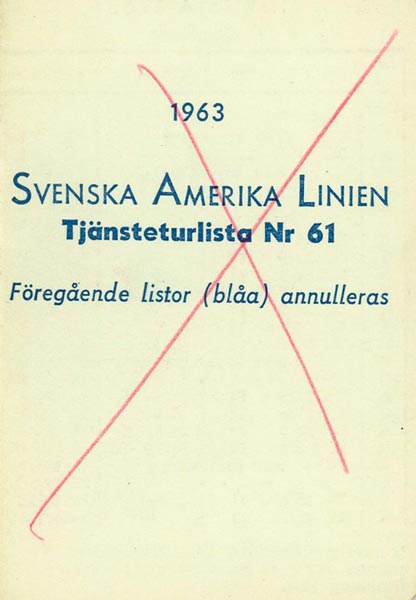 1963
SVENSKA AMERIKA LINIEN
Tjänsteturlista Nr 61
Föregående listor (blåa) annulleras